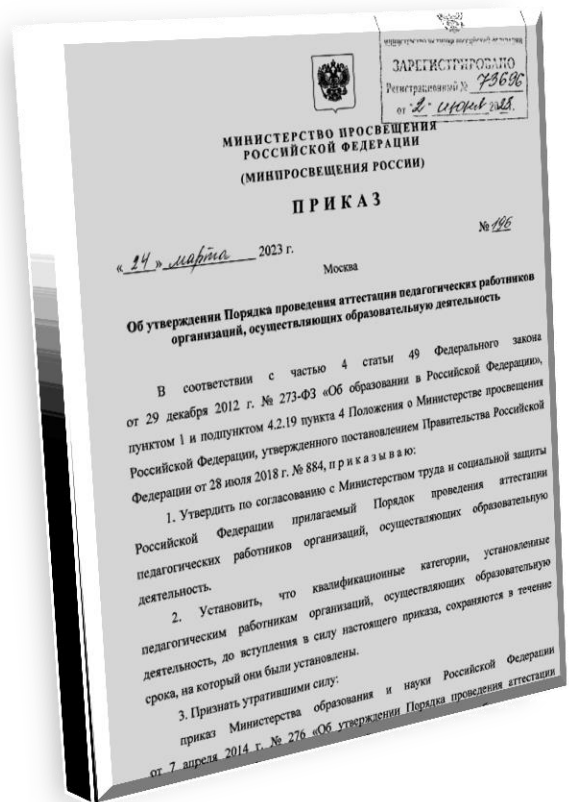 ЗАРЕГИСТРИРОВАНО
Регистрационный № 73696
от "2" июня 2023.
МИНИСТЕРСТВО ПРОСВЕЩЕНИЯ
РОССИЙСКОЙ ФЕДЕРАЦИИ
(МИНПРОСВЕЩЕНИЯ РОССИИ)
ПРИКАЗ
« 24 » марта 2023 г.
№ 196
Москва
Об утверждении Порядка проведения аттестации педагогических работников
организаций, осуществляющих образовательную деятельность
В соответствии с частью 4 статьи 49 Федерального закона
от 29 декабря 2012 г. № 273-ФЗ «Об образовании в Российской Федерации»,
пунктом 1 и подпунктом 4.2.19 пункта 4 Положения о Министерстве просвещения
Российской Федерации, утвержденного постановлением Правительства Российской
Федерации от 28 июля 2018 г. № 884, п р и к а з ы в а ю:
1. Утвердить по согласованию с Министерством труда и социальной защиты
Российской Федерации прилагаемый Порядок проведения аттестации
педагогических работников организаций, осуществляющих образовательную
деятельность.
2. Установить, что квалификационные категории, установленные
педагогическим работникам организаций, осуществляющих образовательную
деятельность, до вступления в силу настоящего приказа, сохраняются в течение
срока, на который они были установлены.
3. Признать утратившими силу:
приказ Министерства образования и науки Российской Федерации
от 7 апреля 2014 г. № 276 «Об утверждении Порядка проведения аттестации